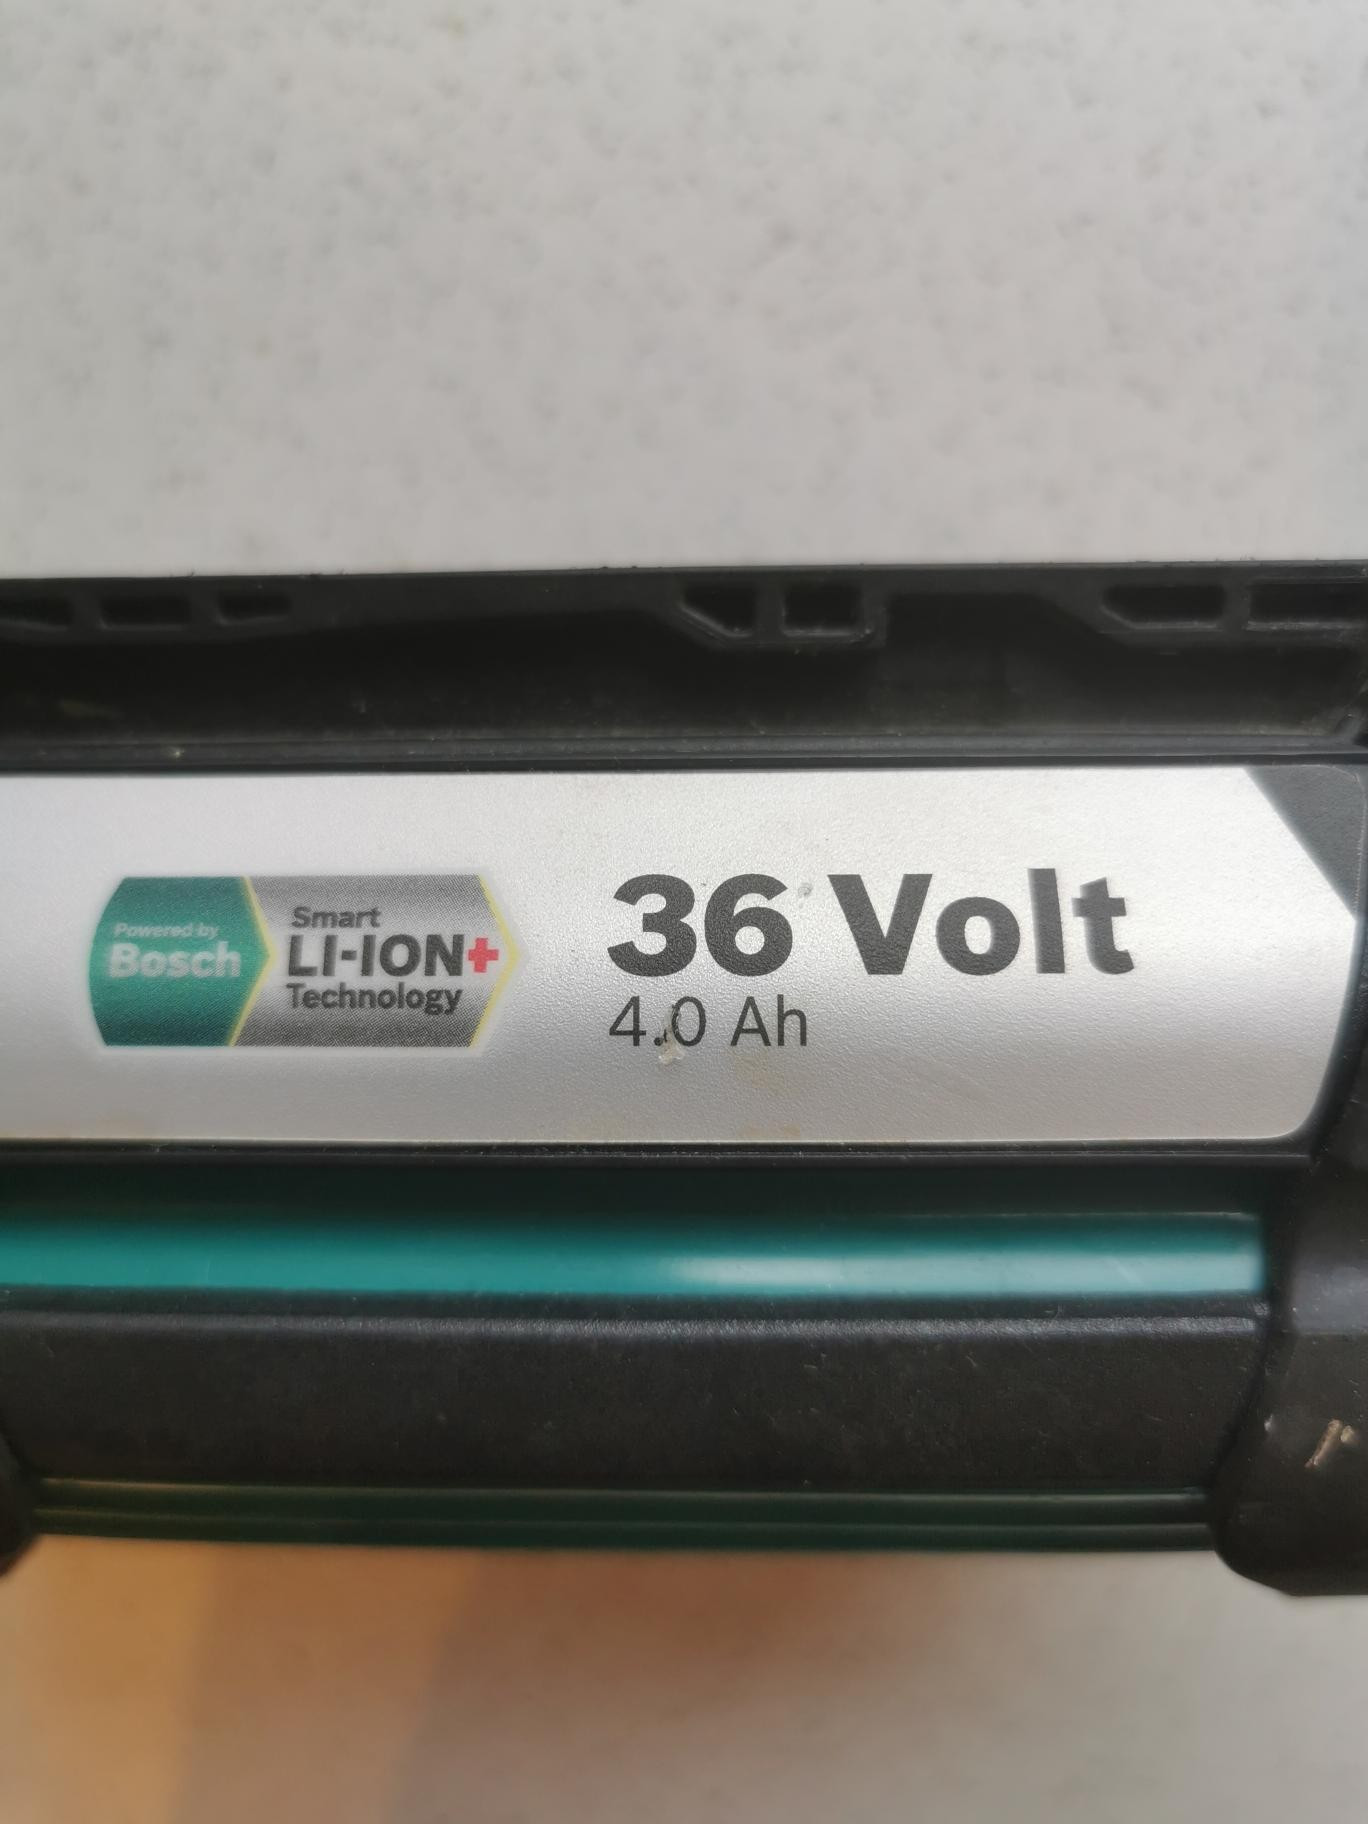 Powered by
Bosch
Smart
LI-ION+
Technology
36 Volt
4.0 Ah